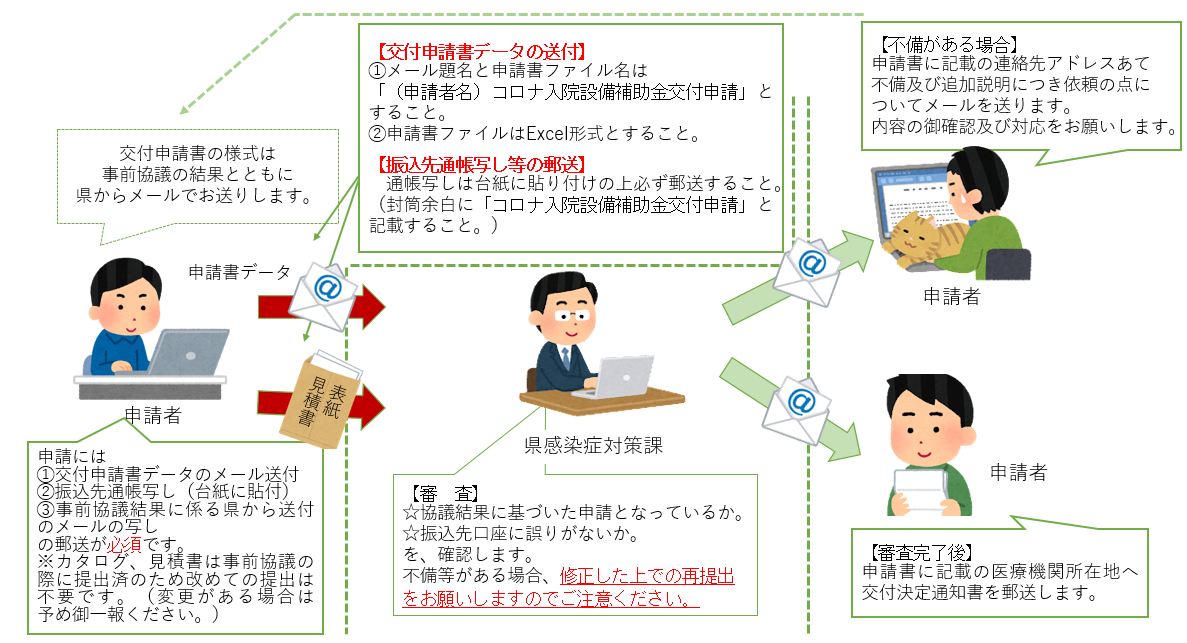 交付申請書の様式は
事前協議の結果とともに
県からメールでお送りします。
申請者
申請には
①交付申請書データのメール送付
②振込先通帳写し（台紙に貼付）
③事前協議結果に係る県から送付
のメールの写し
の郵送が必須です。
※カタログ、見積書は事前協議の
際に提出済のため改めての提出は
不要です。（変更がある場合は
予め御一報ください。）
【交付申請書データの送付】
①メール題名と申請書ファイル名は
「（申請者名）コロナ入院設備補助金交付申請」と
すること。
②申請書ファイルはExcel形式とすること。
【振込先通帳写し等の郵送】
通帳写しは台紙に貼り付けの上必ず郵送すること。
（封筒余白に「コロナ入院設備補助金交付申請」と
記載すること。）
申請書データ
@
表紙
見積書
県感染症対策課
【審　査】
☆協議結果に基づいた申請となっているか。
☆振込先口座に誤りがないか。
を、確認します。
不備等がある場合、修正した上での再提出
をお願いしますのでご注意ください。
【不備がある場合】
申請書に記載の連絡先アドレスあて
不備及び追加説明につき依頼の点に
ついてメールを送ります。
内容の御確認及び対応をお願いします。
@
申請者
@
申請者
【審査完了後】
申請書に記載の医療機関所在地へ
交付決定通知書を郵送します。